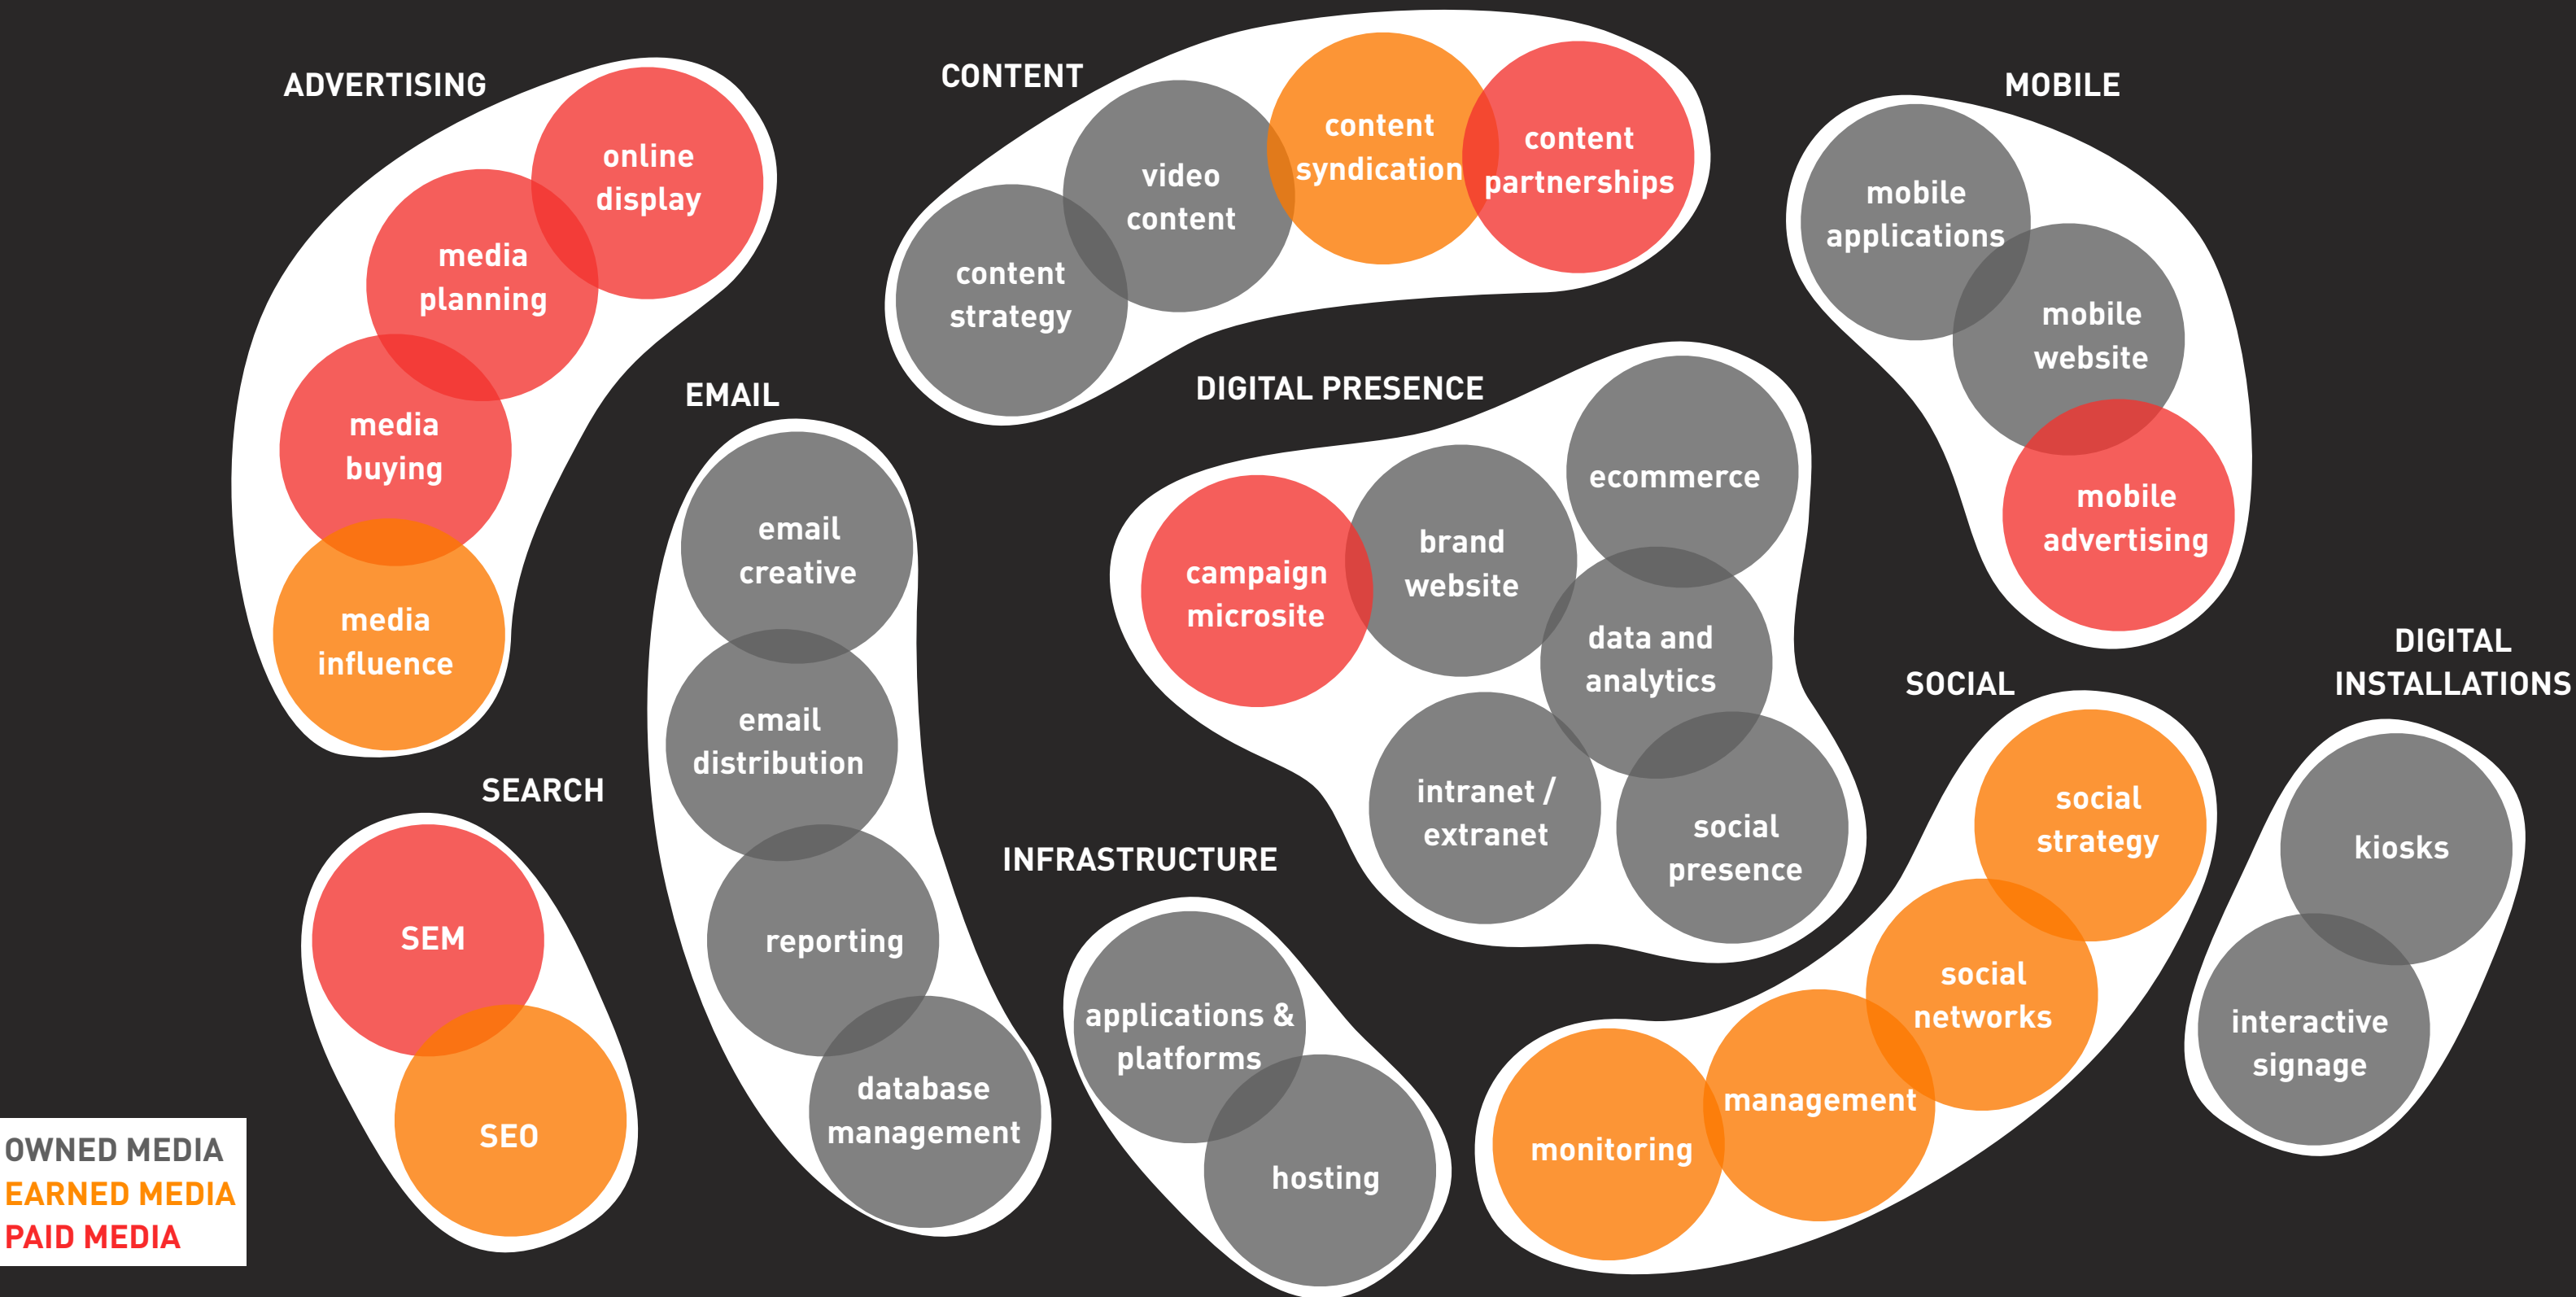 ADVERTISING
online
display
media
planning
media
buying
media
influence
CONTENT
content
strategy
video
content
content
syndication
content
partnerships
MOBILE
mobile
applications
mobile
website
mobile
advertising
EMAIL
email
creative
email
distribution
reporting
database
management
DIGITAL PRESENCE
campaign
microsite
brand
website
ecommerce
data and
analytics
intranet /
extranet
social
presence
SEARCH
SEM
SEO
INFRASTRUCTURE
applications &
platforms
hosting
SOCIAL
social
strategy
social
networks
management
monitoring
DIGITAL
INSTALLATIONS
kiosks
interactive
signage
OWNED MEDIA
EARNED MEDIA
PAID MEDIA